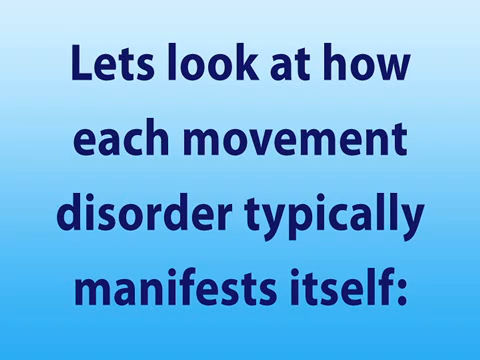 Lets look at how
each movement
disorder typically
manifests itself: